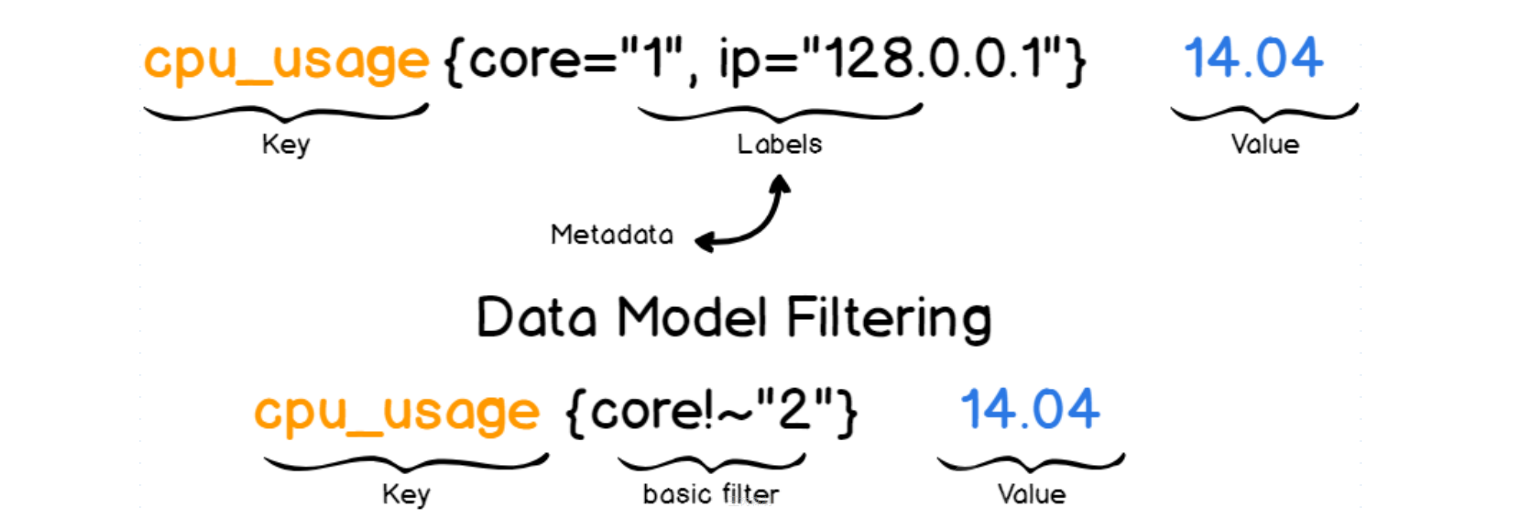 cpu_usage {core="1", ip="128.0.0.1"} 14.04
Key Labels Value
Metadata
Data Model Filtering
cpu_usage {core!~"2"} 14.04
Key basic filter Value